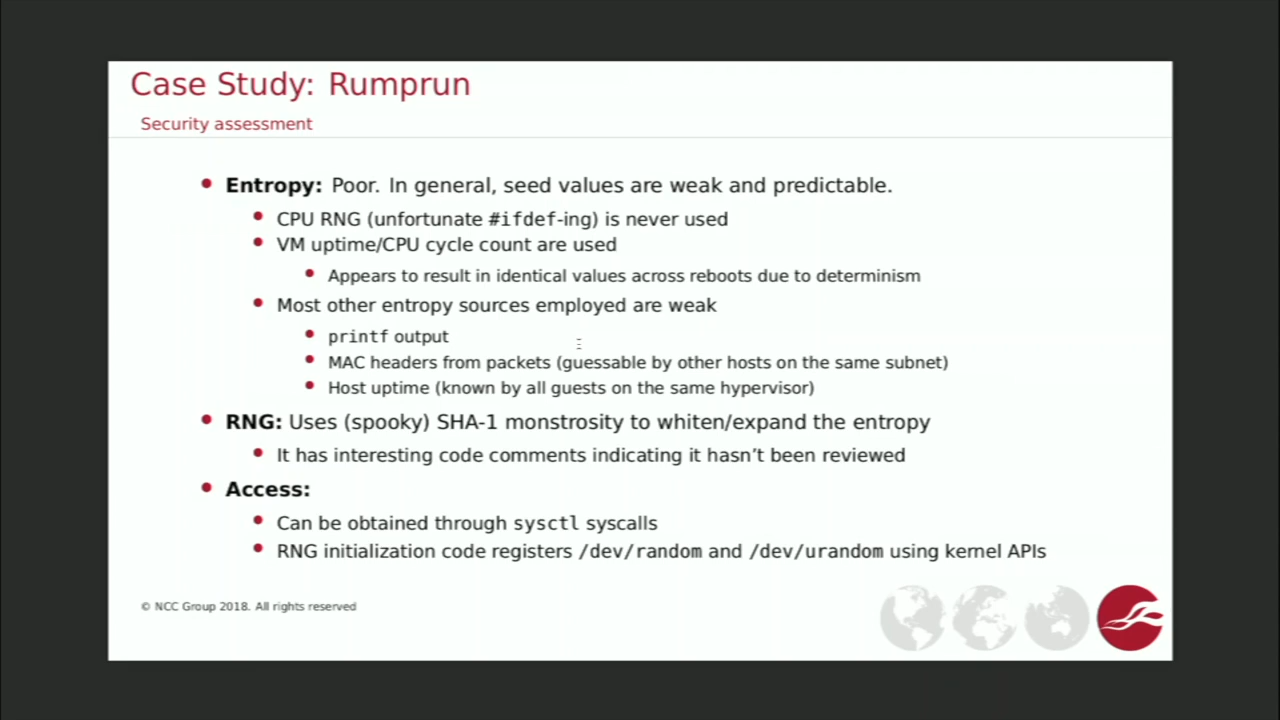 Case Study: Rumprun
Security assessment
Entropy: Poor. In general, seed values are weak and predictable.
CPU RNG (unfortunate #ifdef-ing) is never used
VM uptime/CPU cycle count are used
Appears to result in identical values across reboots due to determinism
Most other entropy sources employed are weak
printf output
MAC headers from packets (guessable by other hosts on the same subnet)
Host uptime (known by all guests on the same hypervisor)
RNG: Uses (spooky) SHA-1 monstrosity to whiten/expand the entropy
It has interesting code comments indicating it hasn't been reviewed
Access:
Can be obtained through sysctl syscalls
RNG initialization code registers /dev/random and /dev/urandom using kernel APIs
© NCC Group 2018. All rights reserved